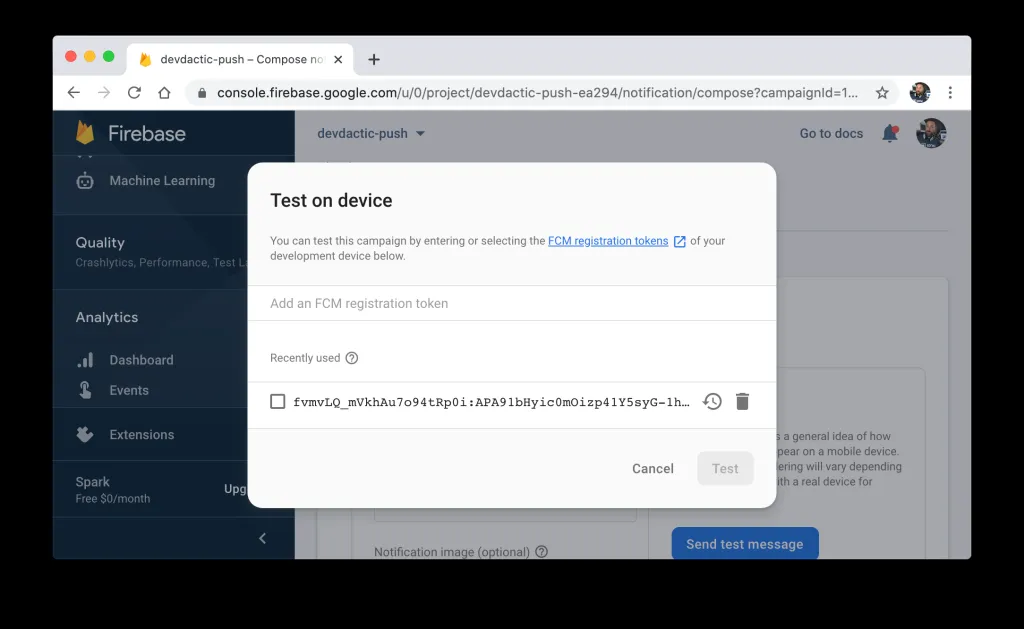 devdactic-push – Compose no
console.firebase.google.com/u/0/project/devdactic-push-ea294/notification/compose?campaignId=1...
Firebase
devdactic-push
Go to docs
Machine Learning
Quality
Crashlytics, Performance, Test L
Analytics
Dashboard
Events
Extensions
Spark
Free $0/month
Upg
Test on device
You can test this campaign by entering or selecting the FCM registration tokens of your
development device below.
Add an FCM registration token
Recently used
fvmvLQ_mVkhAu7o94tRp0i:APA91bHyic0mOizp41Y5syG-1h…
Cancel
Test
s a general idea of how
pear on a mobile device.
ering will vary depending
th a real device for
Notification image (optional)
Send test message